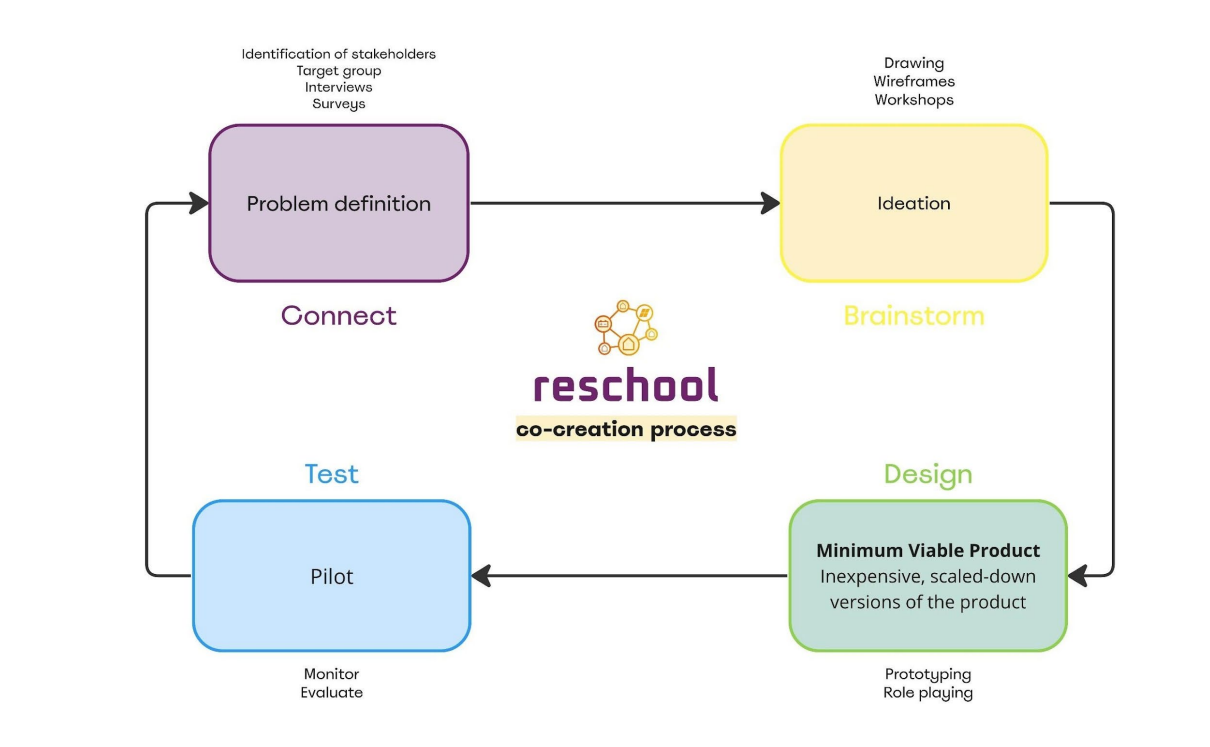 Identification of stakeholders
Target group
Interviews
Surveys
Problem definition
Connect
Drawing
Wireframes
Workshops
Ideation
Brainstorm
reschool
co-creation process
Test
Pilot
Monitor
Evaluate
Design
Minimum Viable Product
Inexpensive, scaled-down
versions of the product
Prototyping
Role playing